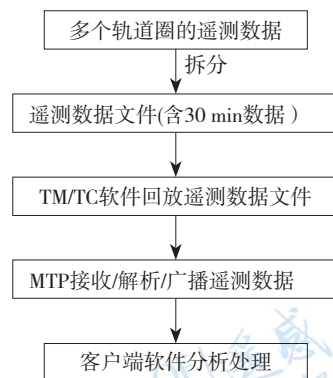 多个轨道圈的遥测数据
拆分
遥测数据文件(含30 min数据 )
TM/TC软件回放遥测数据文件
MTP接收/解析/广播遥测数据
客户端软件分析处理